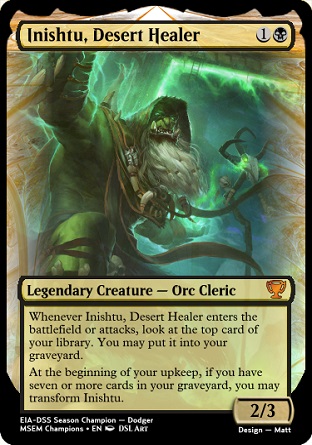 Inishtu, Desert Healer 1
Legendary Creature — Orc Cleric
Whenever Inishtu, Desert Healer enters the
battlefield or attacks, look at the top card of
your library. You may put it into your
graveyard.
At the beginning of your upkeep, if you have
seven or more cards in your graveyard, you may
transform Inishtu.
2/3
EIA-DSS Season Champion — Dodger
MSEM Champions • EN DSL ART
Design – Matt